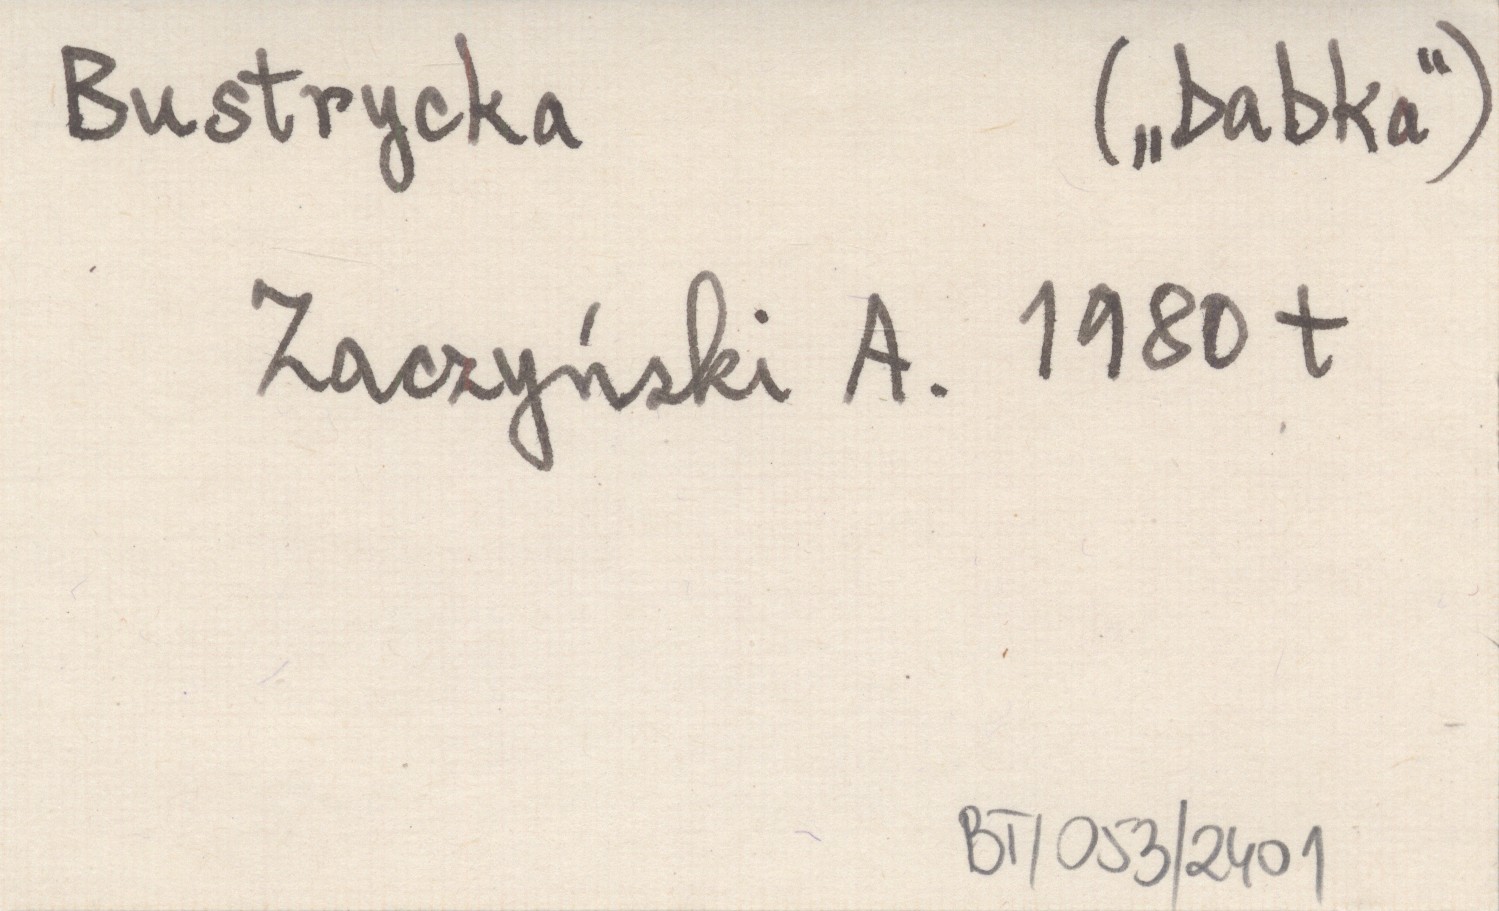 Bustrycka („babka“)
Zaczyński A. 1980 t
BT/053/2401